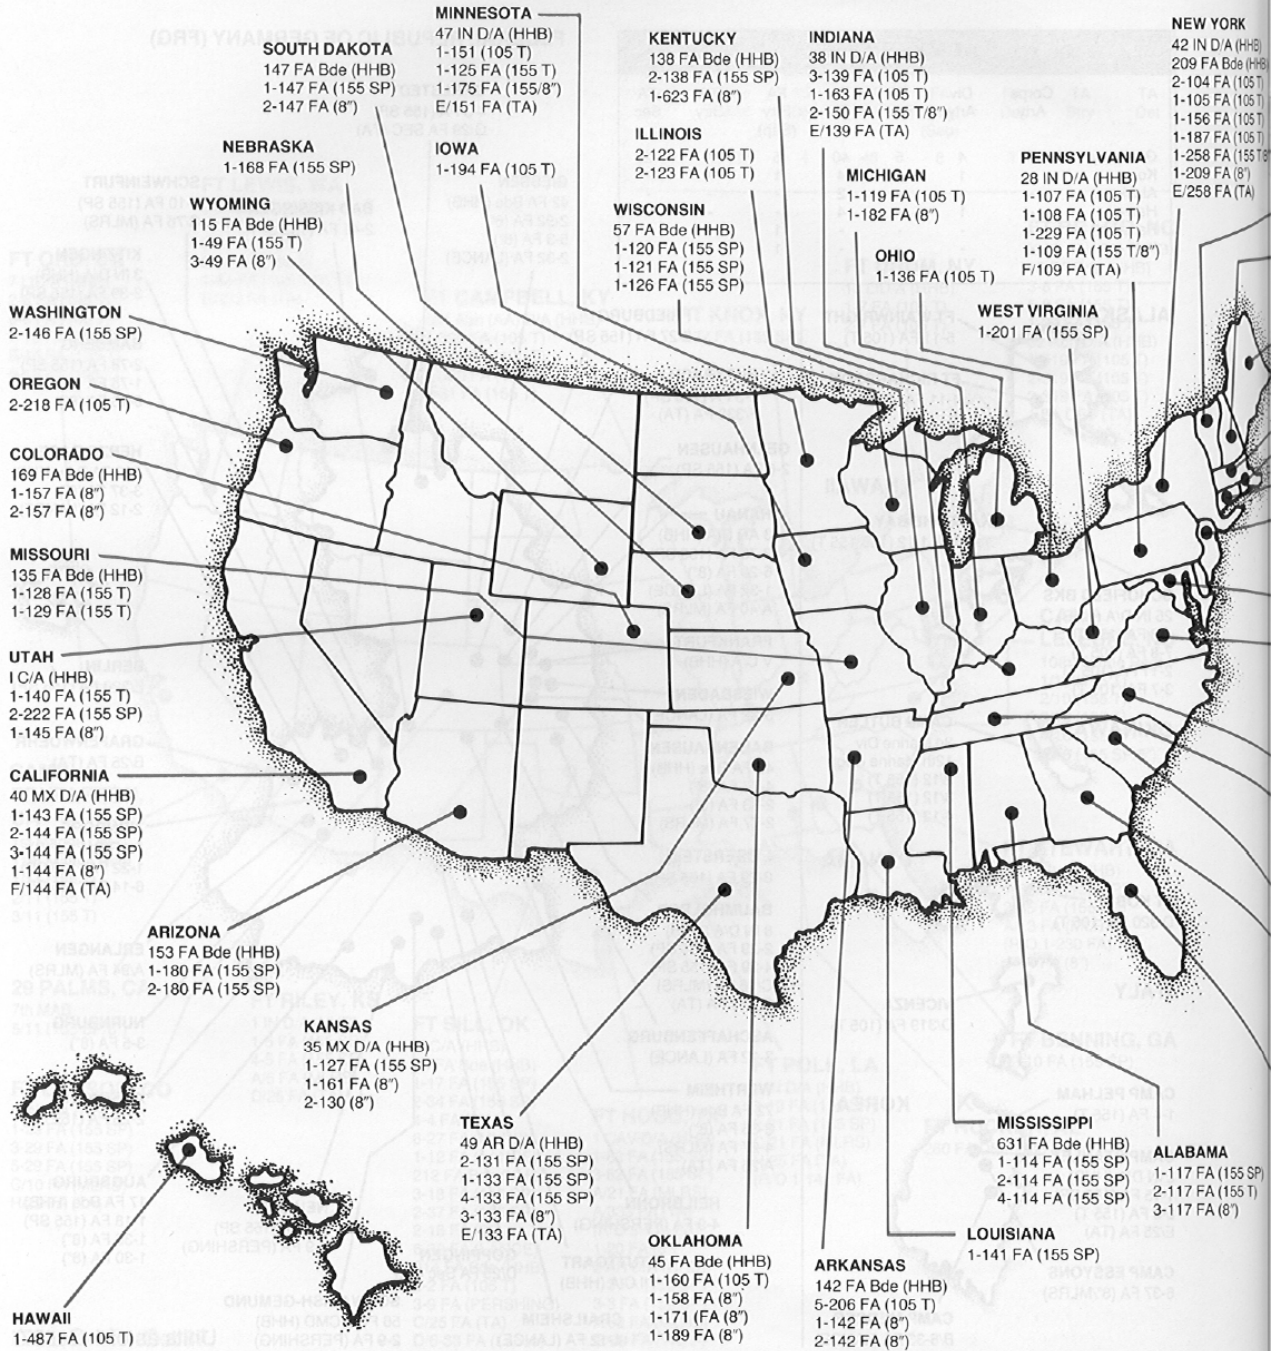 MINNESOTA
47 IN D/A (HHB)
1-151 (105 T)
1-125 FA (155 T)
1-175 FA (155/8")
E/151 FA (TA)
SOUTH DAKOTA
147 FA Bde (HHB)
1-147 FA (155 SP)
2-147 FA (8")
KENTUCKY
138 FA Bde (HHB)
2-138 FA (155 SP)
1-623 FA (8")
INDIANA
38 IN D/A (HHB)
3-139 FA (105 T)
1-163 FA (105 T)
2-150 FA (155 T/8")
E/139 FA (TA)
NEW YORK
42 IN D/A (HHB)
209 FA Bde (HHB)
2-104 FA (105 T)
1-105 FA (105 T)
1-156 FA (105 T)
1-187 FA (105 T)
1-258 FA (155 T/8"
1-209 FA (8")
E/258 FA (TA)
NEBRASKA
1-168 FA (155 SP)
IOWA
1-194 FA (105 T)
ILLINOIS
2-122 FA (105 T)
2-123 FA (105 T)
MICHIGAN
1-119 FA (105 T)
1-182 FA (8")
PENNSYLVANIA
28 IN D/A (HHB)
1-107 FA (105 T)
1-108 FA (105 T)
1-229 FA (105 T)
1-109 FA (155 T/8")
F/109 FA (TA)
WYOMING
115 FA Bde (HHB)
1-49 FA (155 T)
3-49 FA (8")
WISCONSIN
57 FA Bde (HHB)
1-120 FA (155 SP)
1-121 FA (155 SP)
1-126 FA (155 SP)
OHIO
1-136 FA (105 T)
WEST VIRGINIA
1-201 FA (155 SP)
WASHINGTON
2-146 FA (155 SP)
OREGON
2-218 FA (105 T)
COLORADO
169 FA Bde (HHB)
1-157 FA (8")
2-157 FA (8")
MISSOURI
135 FA Bde (HHB)
1-128 FA (155 T)
1-129 FA (155 T)
UTAH
I C/A (HHB)
1-140 FA (155 T)
2-222 FA (155 SP)
1-145 FA (8")
CALIFORNIA
40 MX D/A (HHB)
1-143 FA (155 SP)
2-144 FA (155 SP)
3-144 FA (155 SP)
1-144 FA (8")
F/144 FA (TA)
ARIZONA
153 FA Bde (HHB)
1-180 FA (155 SP)
2-180 FA (155 SP)
KANSAS
35 MX D/A (HHB)
1-127 FA (155 SP)
1-161 FA (8")
2-130 (8")
TEXAS
49 AR D/A (HHB)
2-131 FA (155 SP)
1-133 FA (155 SP)
4-133 FA (155 SP)
3-133 FA (8")
E/133 FA (TA)
MISSISSIPPI
631 FA Bde (HHB)
1-114 FA (155 SP)
2-114 FA (155 SP)
4-114 FA (155 SP)
ALABAMA
1-117 FA (155 SP)
2-117 FA (155 T)
3-117 FA (8")
OKLAHOMA
45 FA Bde (HHB)
1-160 FA (105 T)
1-158 FA (8")
1-171 (FA (8")
1-189 FA (8")
LOUISIANA
1-141 FA (155 SP)
ARKANSAS
142 FA Bde (HHB)
5-206 FA (105 T)
1-142 FA (8")
2-142 FA (8")
HAWAII
1-487 FA (105 T)